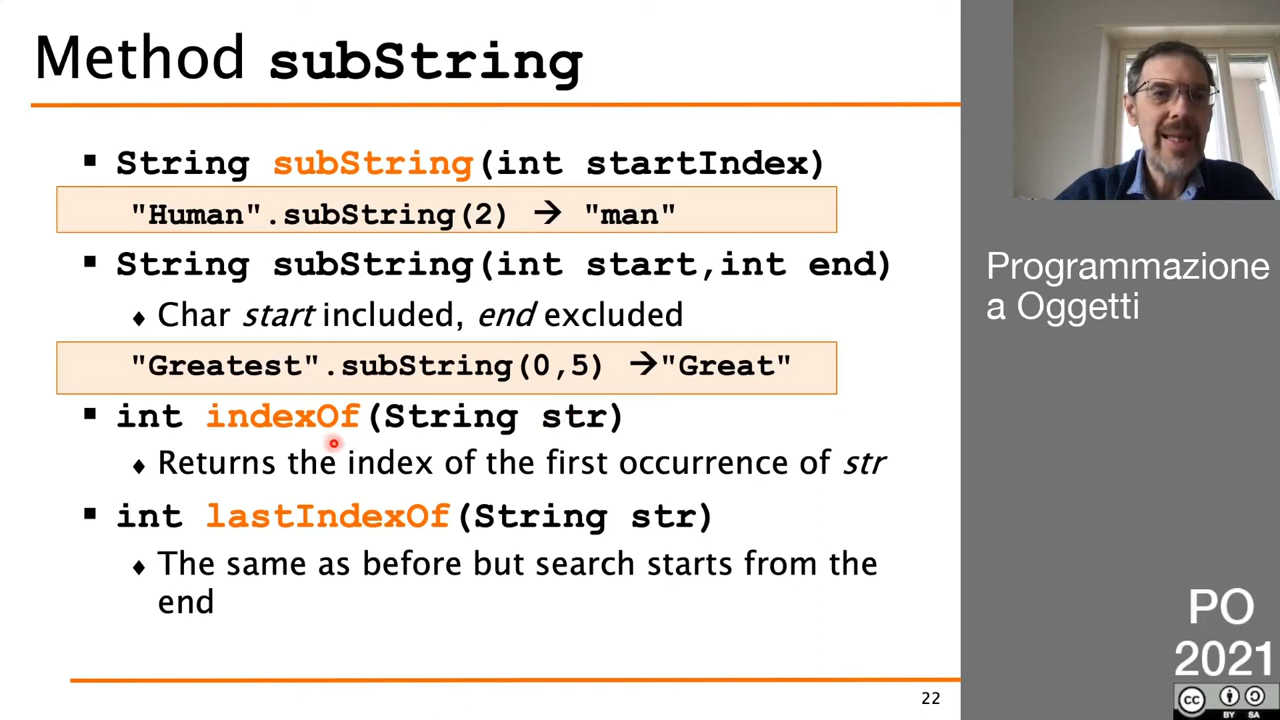 Method subString
▪ String subString(int startIndex)
"Human".subString(2) → "man"
▪ String subString(int start,int end)
♦ Char start included, end excluded
"Greatest".subString(0,5) →"Great"
▪ int indexOf(String str)
♦ Returns the index of the first occurrence of str
▪ int lastIndexOf(String str)
♦ The same as before but search starts from the
end
22
Programmazione
a Oggetti
PO
2021
CC
BY SA